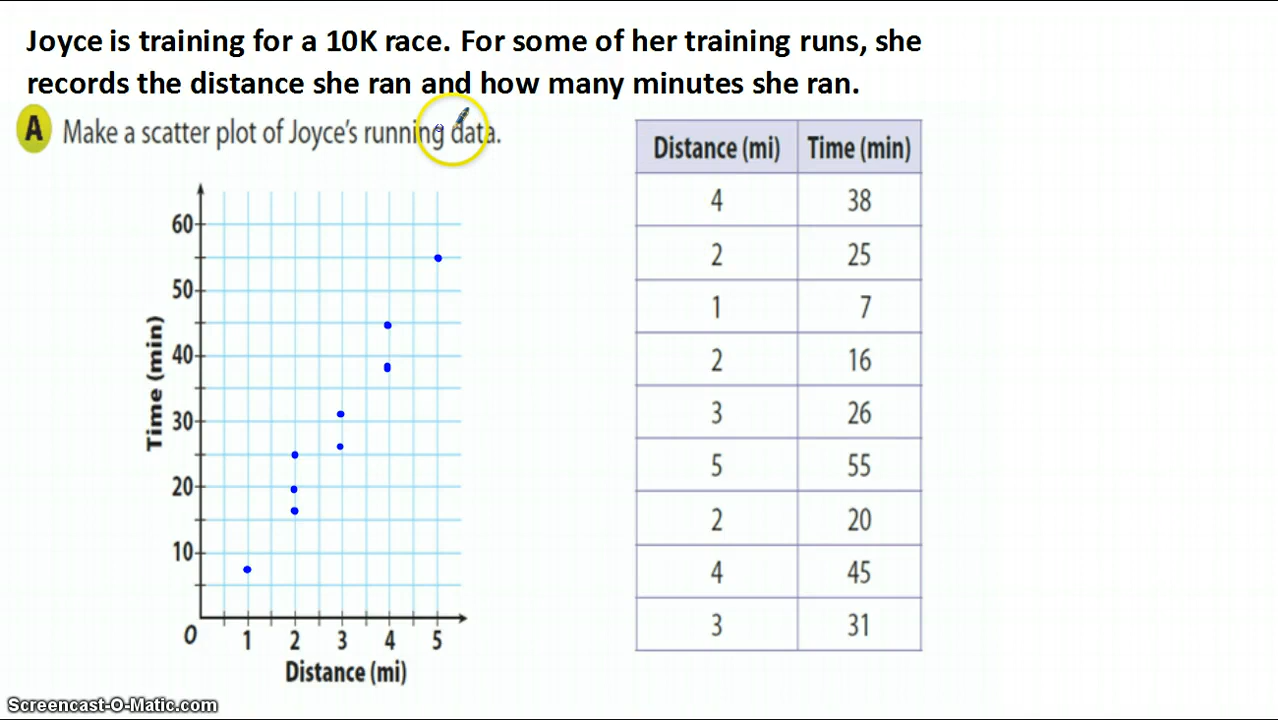 Joyce is training for a 10K race. For some of her training runs, she
records the distance she ran and how many minutes she ran.
A Make a scatter plot of Joyce's running data.
Time (min)
60
50
40
30
20
10
O 1 2 3 4 5
Distance (mi)
Distance (mi) Time (min)
4 38
2 25
1 7
2 16
3 26
5 55
2 20
4 45
3 31
Screencast-O-Matic.com